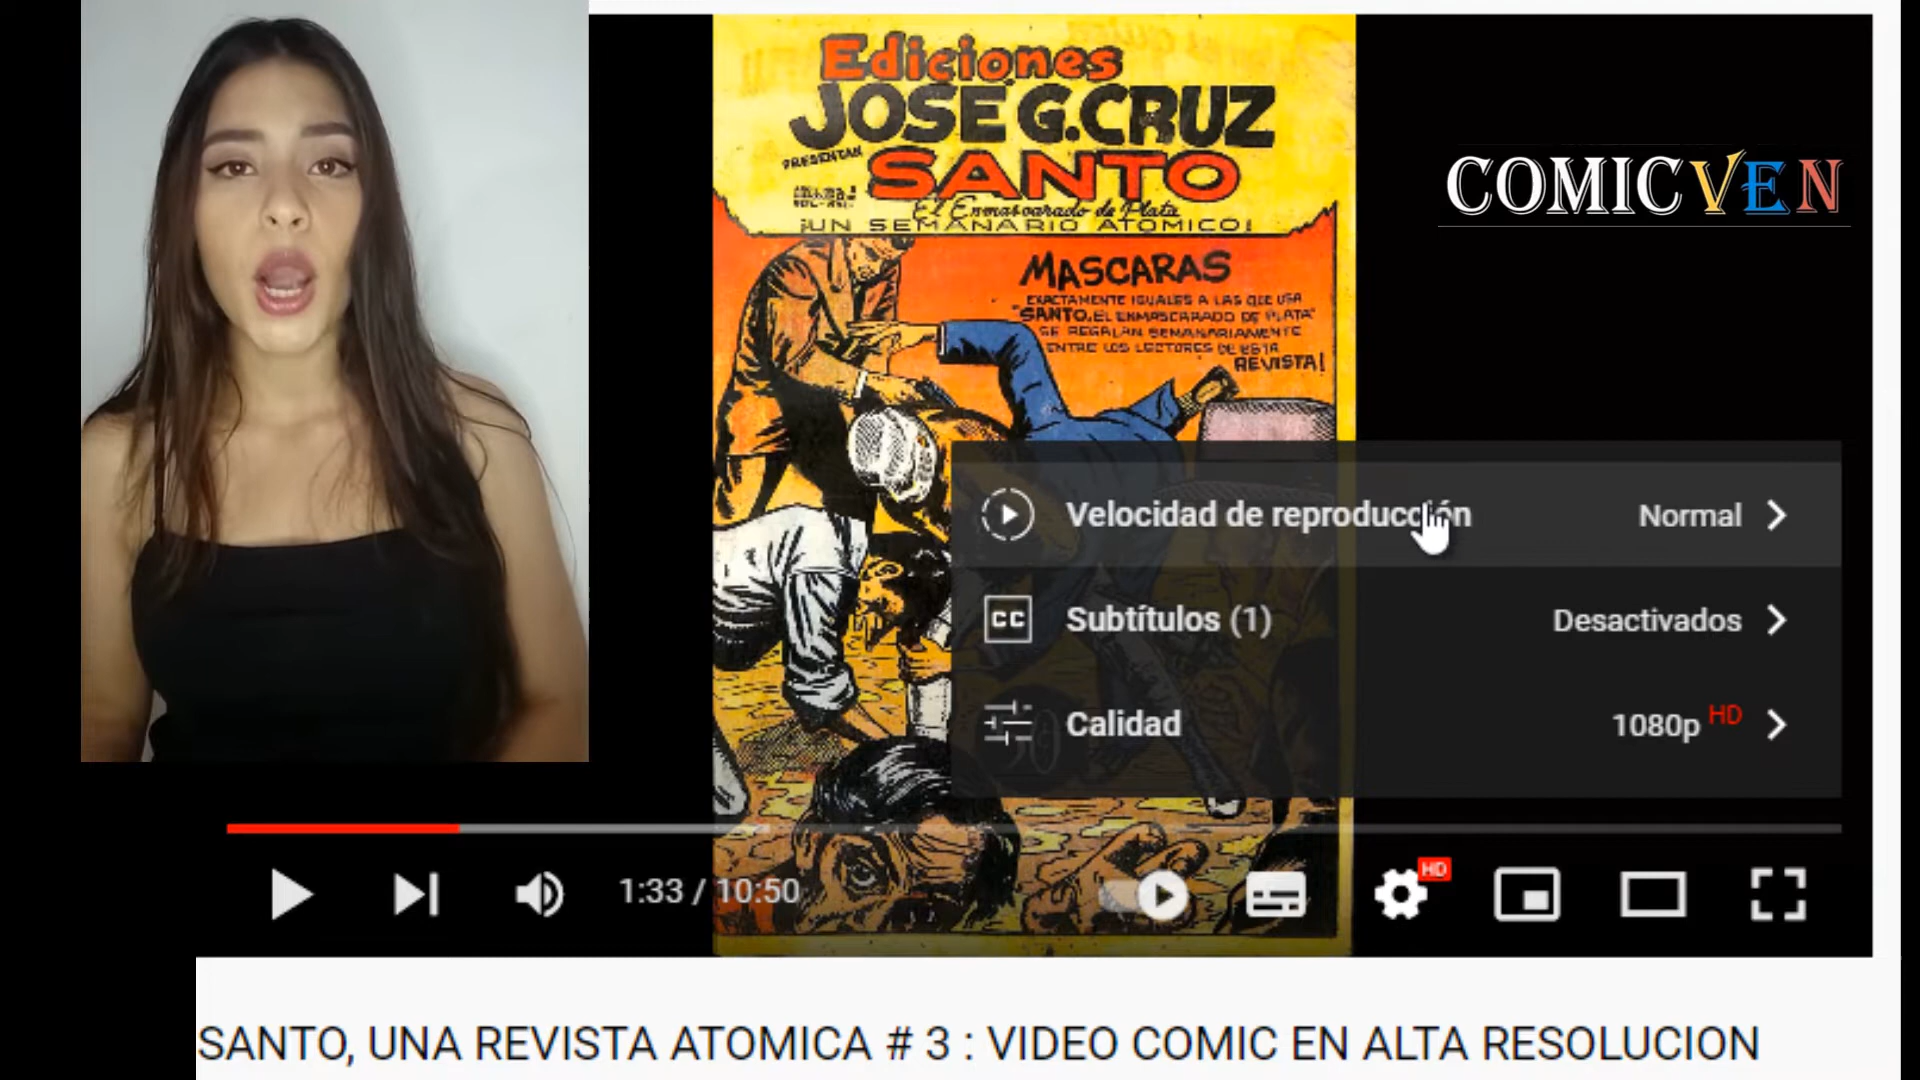 Ediciones
JOSE G. CRUZ
PRESENTAN
SANTO
El Enmascarado de Plata
¡UN SEMANARIO ATOMICO!
MASCARAS
EXACTAMENTE IGUALES A LAS QUE USA
"SANTO, EL ENMASCARADO DE PLATA"
SE REGALAN SEMANARIAMENTE
ENTRE LOS LECTORES DE ESTA
REVISTA!
COMICVEN
Velocidad de reproducción Normal
CC Subtítulos (1) Desactivados
Calidad 1080p HD
1:33 / 10:50
HD
SANTO, UNA REVISTA ATOMICA # 3 : VIDEO COMIC EN ALTA RESOLUCION